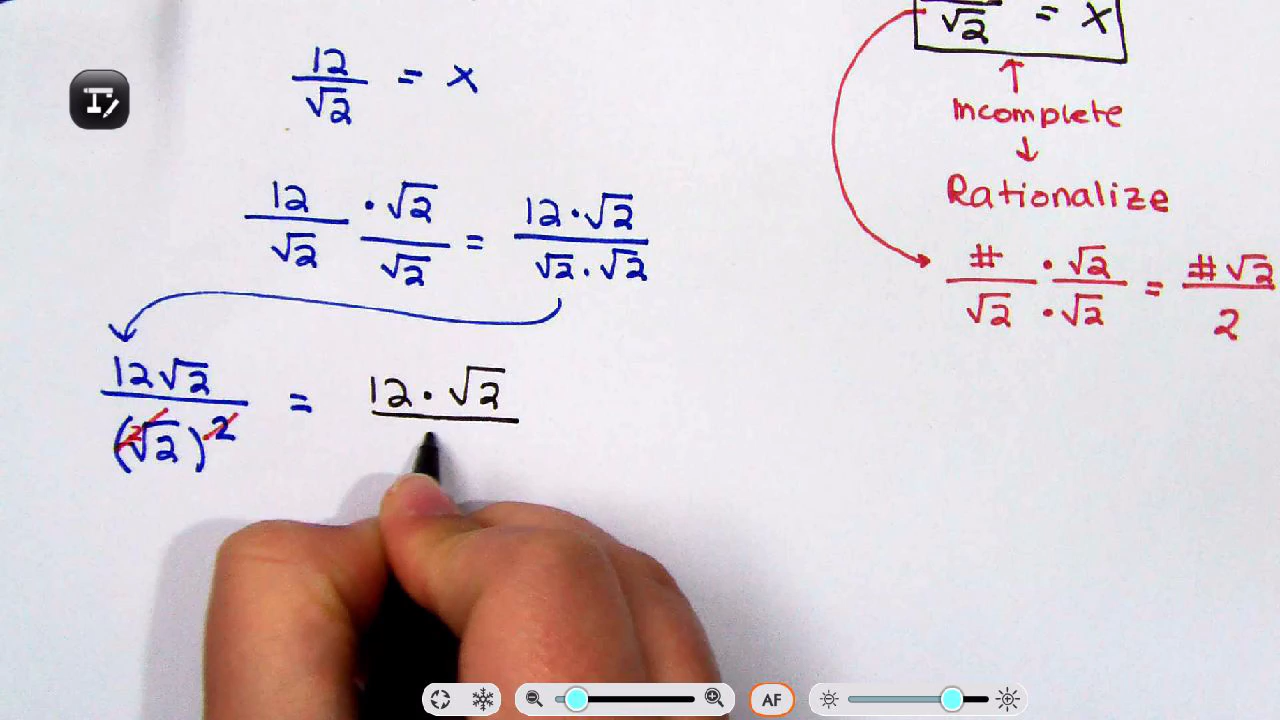 12/√2 = x
12/√2 · √2/√2 = 12·√2/√2·√2
12√2/(²√2)² = 12·√2
/√2 = x
Incomplete
↓
Rationalize
#/√2 · √2/·√2 = #√2/2
AF